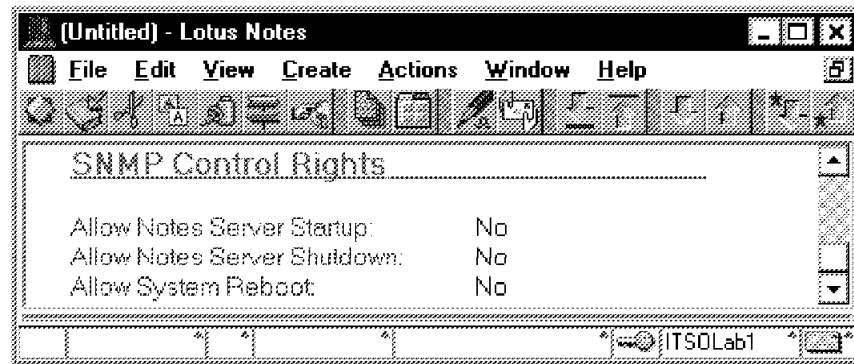 (Untitled) - Lotus Notes
File Edit View Create Actions Window Help
SNMP Control Rights
Allow Notes Server Startup: No
Allow Notes Server Shutdown: No
Allow System Reboot: No
ITSOLab1